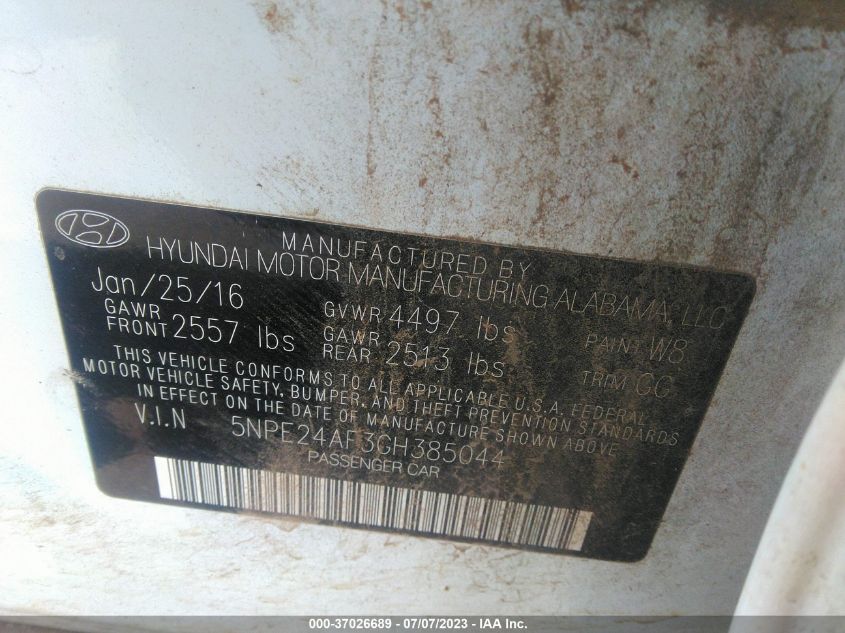 MANUFACTURED BY
HYUNDAI MOTOR MANUFACTURING ALABAMA, LLC
Jan/25/16
GAWR FRONT 2557 lbs
GVWR 4497 lbs
GAWR REAR 2513 lbs
PAINT W8
TRIM GG
THIS VEHICLE CONFORMS TO ALL APPLICABLE U.S.A. FEDERAL
MOTOR VEHICLE SAFETY, BUMPER, AND THEFT PREVENTION STANDARDS
IN EFFECT ON THE DATE OF MANUFACTURE SHOWN ABOVE
V.I.N 5NPE24AF3GH385044
PASSENGER CAR
000-37026689 - 07/07/2023 - IAA Inc.